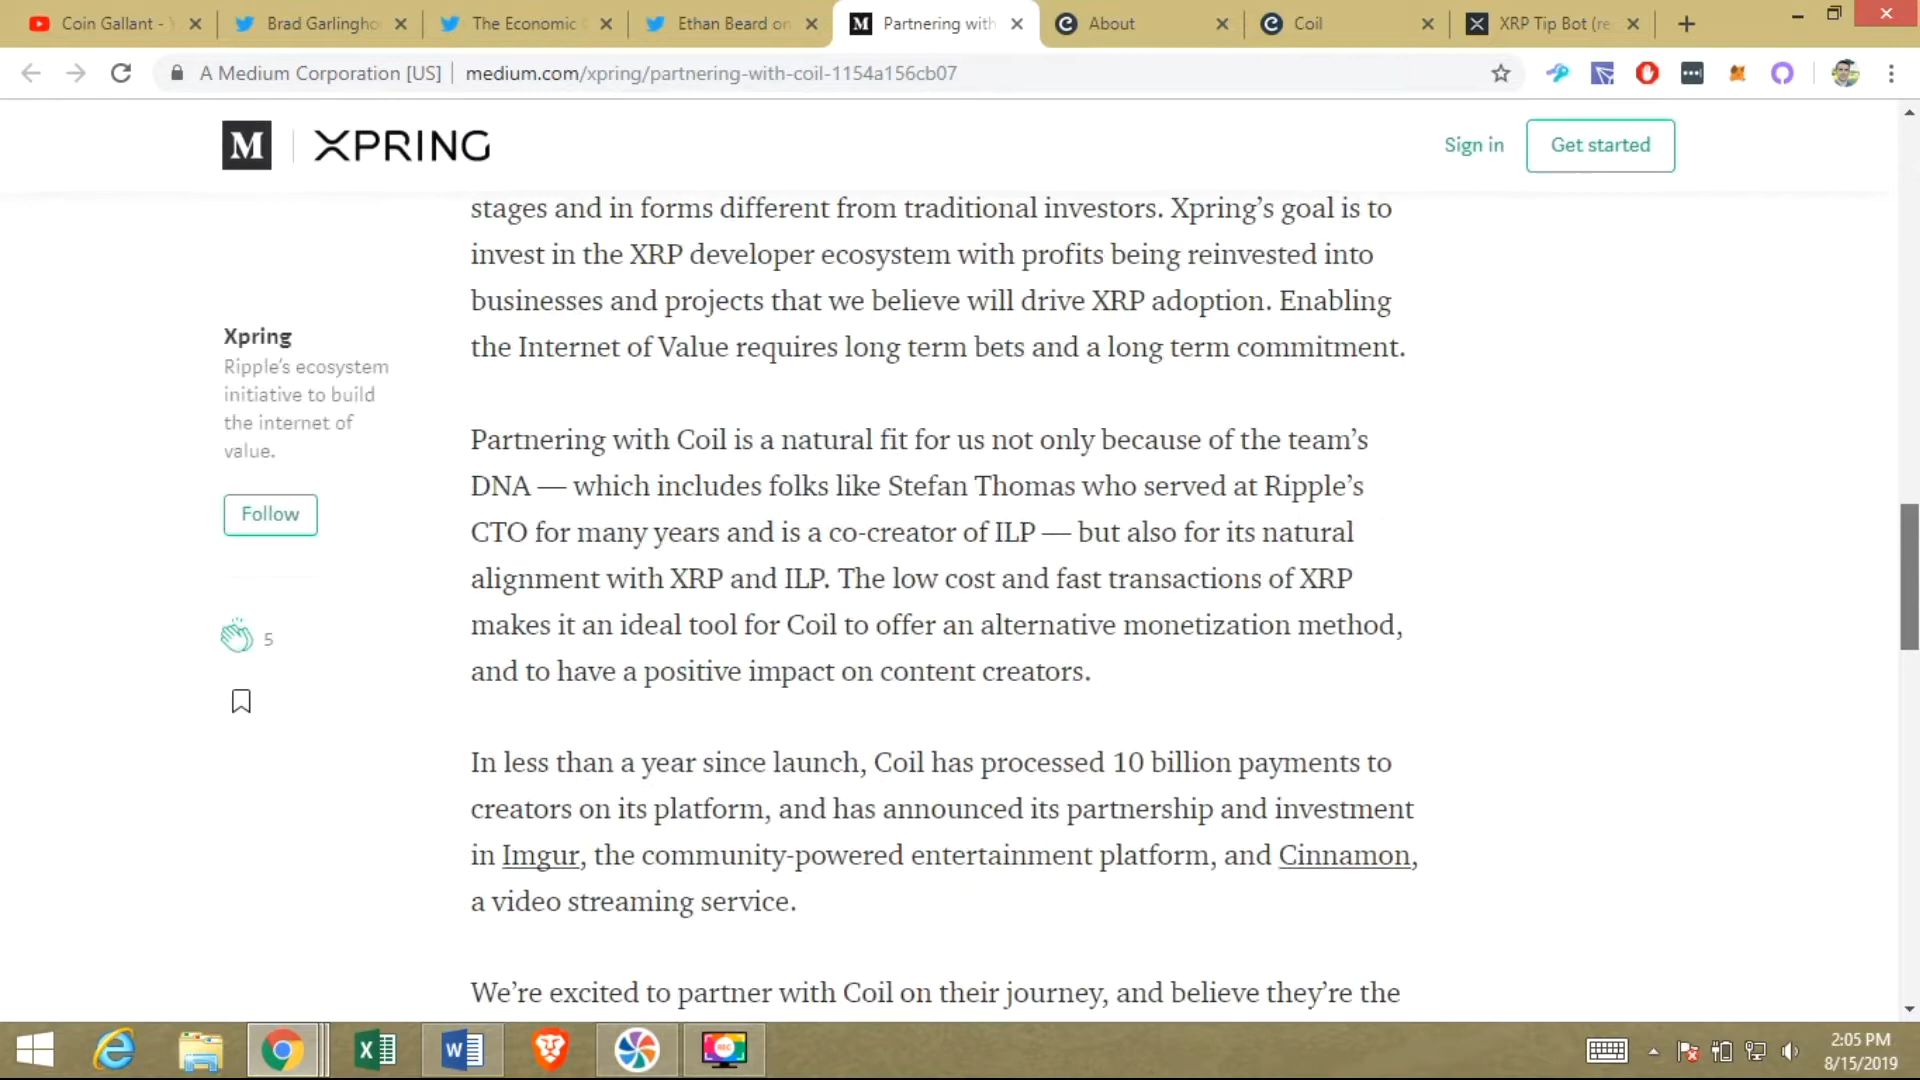 Coin Gallant -
Brad Garlingho
The Economic
Ethan Beard on
Partnering with
About
Coil
XRP Tip Bot (re
A Medium Corporation [US]
medium.com/xpring/partnering-with-coil-1154a156cb07
M
XPRING
Sign in
Get started
stages and in forms different from traditional investors. Xpring’s goal is to
invest in the XRP developer ecosystem with profits being reinvested into
businesses and projects that we believe will drive XRP adoption. Enabling
the Internet of Value requires long term bets and a long term commitment.
Xpring
Ripple’s ecosystem
initiative to build
the internet of
value.
Follow
5
Partnering with Coil is a natural fit for us not only because of the team’s
DNA — which includes folks like Stefan Thomas who served at Ripple’s
CTO for many years and is a co-creator of ILP — but also for its natural
alignment with XRP and ILP. The low cost and fast transactions of XRP
makes it an ideal tool for Coil to offer an alternative monetization method,
and to have a positive impact on content creators.
In less than a year since launch, Coil has processed 10 billion payments to
creators on its platform, and has announced its partnership and investment
in Imgur, the community-powered entertainment platform, and Cinnamon,
a video streaming service.
We’re excited to partner with Coil on their journey, and believe they’re the
REC
2:05 PM
8/15/2019